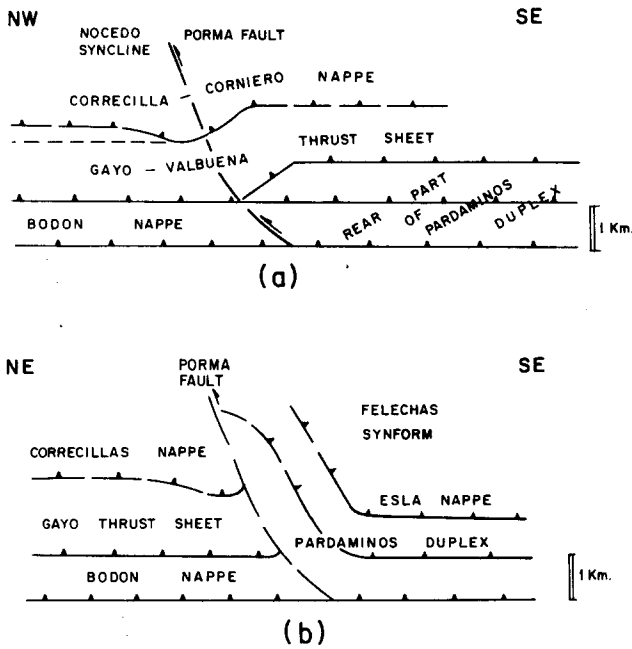 NW
SE
NOCEDO
SYNCLINE
PORMA FAULT
CORRECILLA - CORNIERO NAPPE
THRUST SHEET
GAYO - VALBUENA
REAR PART
OF
PARDAMINOS
DUPLEX
BODON NAPPE
1 Km.
(a)
NE
SE
PORMA
FAULT
FELECHAS
SYNFORM
CORRECILLAS NAPPE
ESLA NAPPE
GAYO THRUST SHEET
PARDAMINOS DUPLEX
BODON NAPPE
1 Km.
(b)